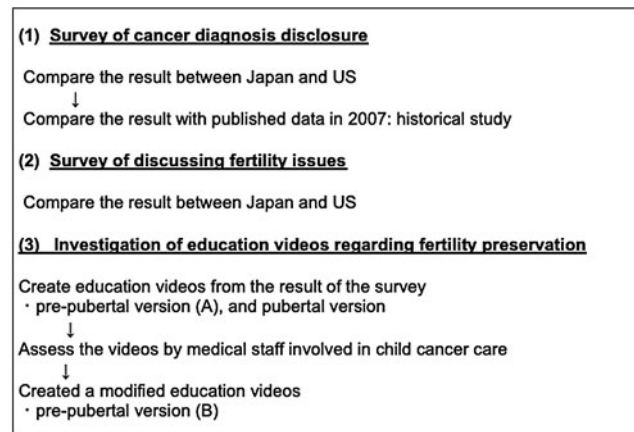 (1) Survey of cancer diagnosis disclosure
Compare the result between Japan and US
↓
Compare the result with published data in 2007: historical study
(2) Survey of discussing fertility issues
Compare the result between Japan and US
(3) Investigation of education videos regarding fertility preservation
Create education videos from the result of the survey
・pre-pubertal version (A), and pubertal version
↓
Assess the videos by medical staff involved in child cancer care
↓
Created a modified education videos
・pre-pubertal version (B)